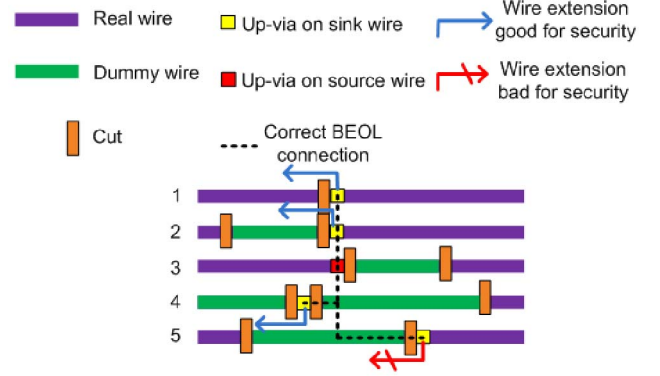 Real wire
Up-via on sink wire
Wire extension
good for security
Dummy wire
Up-via on source wire
Wire extension
bad for security
Cut
Correct BEOL
connection
1
2
3
4
5